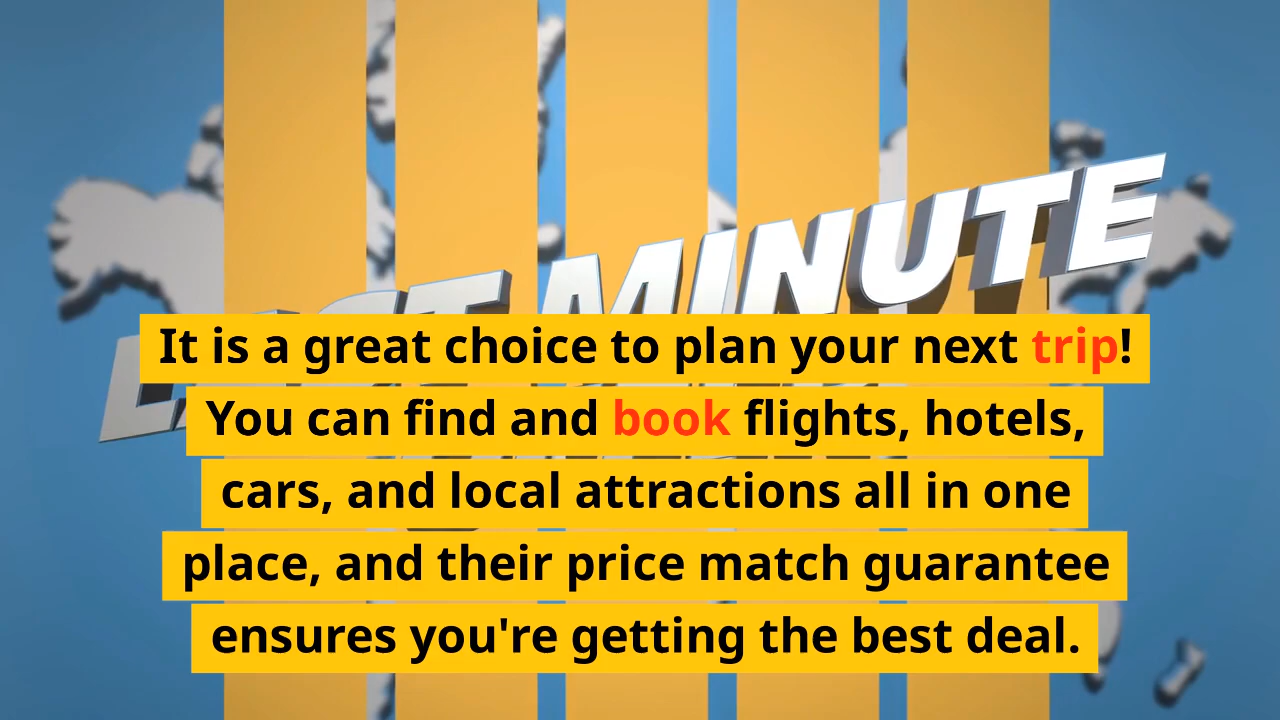 LAST MINUTE
It is a great choice to plan your next trip!
You can find and book flights, hotels,
cars, and local attractions all in one
place, and their price match guarantee
ensures you're getting the best deal.